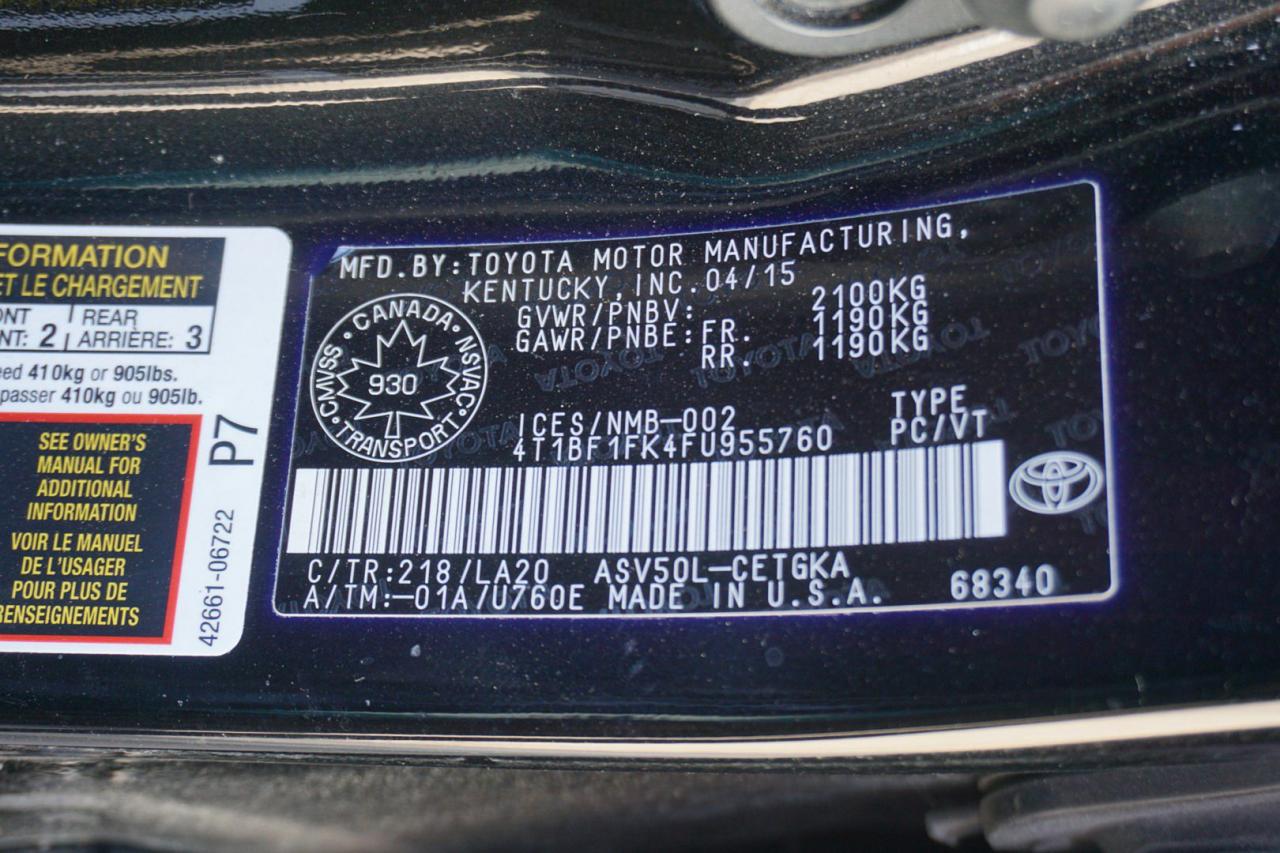 FORMATION
ET LE CHARGEMENT
ONT | REAR
NT: 2 | ARRIÈRE: 3
eed 410kg or 905lbs.
passer 410kg ou 905lb.
SEE OWNER'S
MANUAL FOR
ADDITIONAL
INFORMATION
VOIR LE MANUEL
DE L'USAGER
POUR PLUS DE
RENSEIGNEMENTS
P7
42661-06722
MFD.BY:TOYOTA MOTOR MANUFACTURING,
KENTUCKY, INC. 04/15
GVWR/PNBV: 2100KG
GAWR/PNBE:FR. 1190KG
RR. 1190KG
CANADA
NSVAC
TRANSPORT
CMVSS
930
ICES/NMB-002
TYPE
4T1BF1FK4FU955760 PC/VT
C/TR:218/LA20 ASV50L-CETGKA
A/TM:-01A/U760E MADE IN U.S.A. 68340